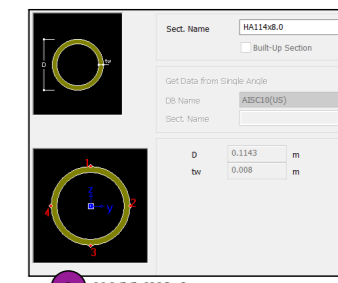 Sect. Name HA114x8.0
Built-Up Section
Get Data from Single Angle
DB Name AISC10(US)
Sect. Name
D 0.1143 m
tw 0.008 m
D
tw
1
z
4 y 2
3